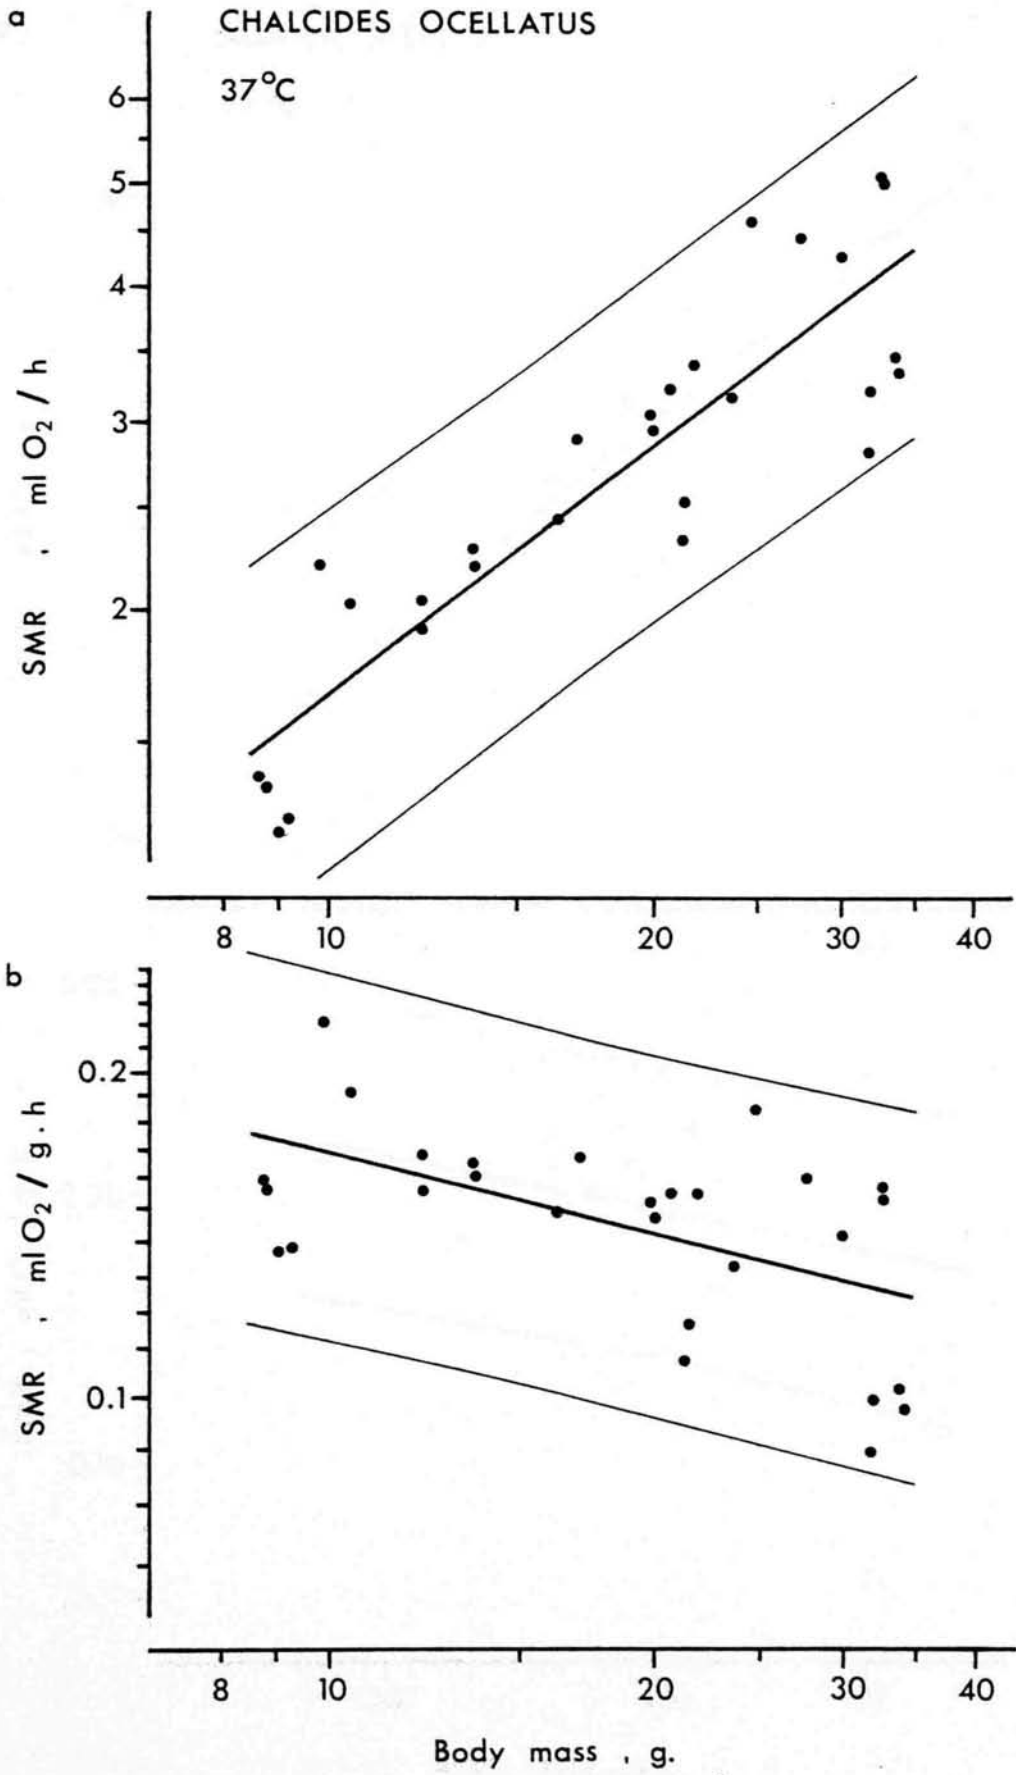 a
CHALCIDES OCELLATUS
37°C
6
5
4
3
2
SMR , ml O2 / h
8 10 20 30 40
b
0.2
0.1
SMR , ml O2 / g . h
8 10 20 30 40
Body mass , g.